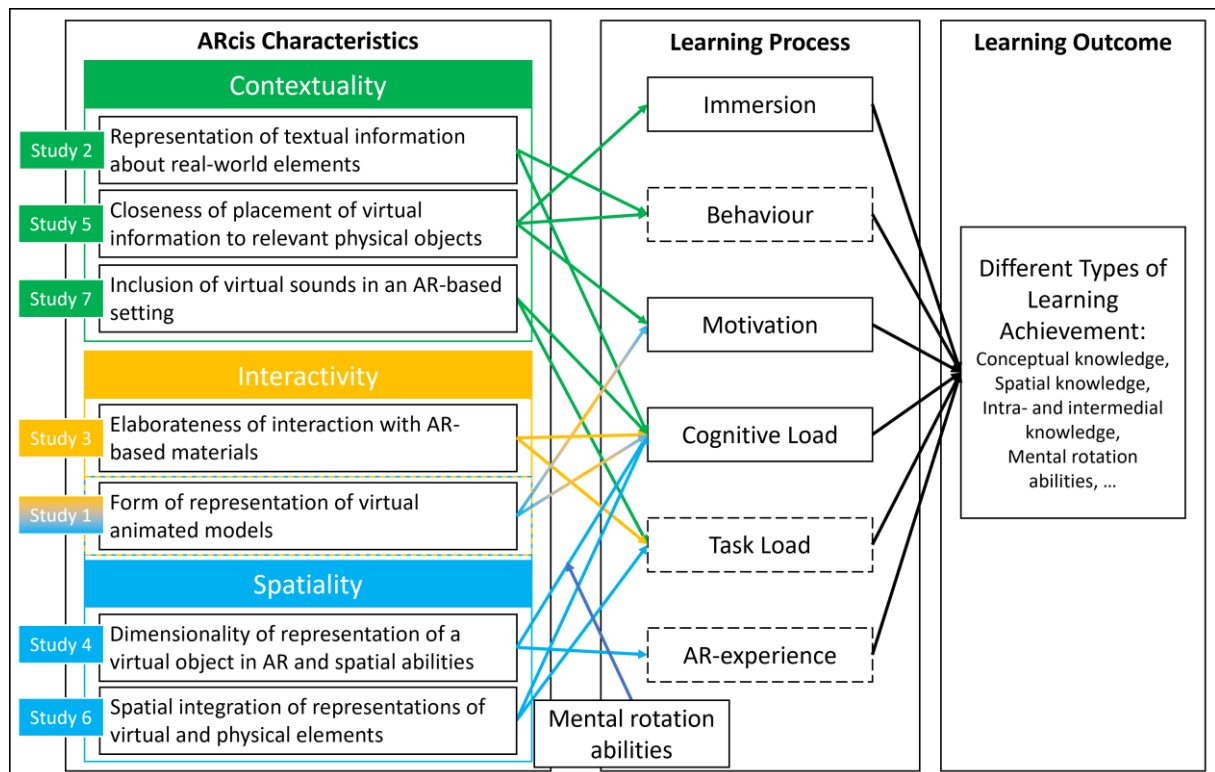 ARcis Characteristics
Contextuality
Study 2
Representation of textual information
about real-world elements
Study 5
Closeness of placement of virtual
information to relevant physical objects
Study 7
Inclusion of virtual sounds in an AR-based
setting
Interactivity
Study 3
Elaborateness of interaction with AR-
based materials
Study 1
Form of representation of virtual
animated models
Spatiality
Study 4
Dimensionality of representation of a
virtual object in AR and spatial abilities
Study 6
Spatial integration of representations of
virtual and physical elements
Mental rotation
abilities
Learning Process
Immersion
Behaviour
Motivation
Cognitive Load
Task Load
AR-experience
Learning Outcome
Different Types of
Learning
Achievement:
Conceptual knowledge,
Spatial knowledge,
Intra- and intermedial
knowledge,
Mental rotation
abilities, ...